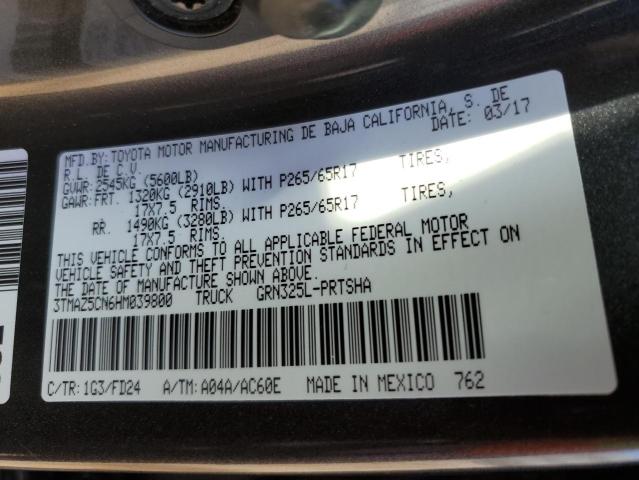 MFD.BY: TOYOTA MOTOR MANUFACTURING DE BAJA CALIFORNIA, S. DE
R.L. DE C.V. DATE: 03/17
GVWR: 2545KG (5600LB)
GAWR: FRT. 1320KG (2910LB) WITH P265/65R17 TIRES,
17X7.5 RIMS.
RR. 1490KG (3280LB) WITH P265/65R17 TIRES,
17X7.5 RIMS.
THIS VEHICLE CONFORMS TO ALL APPLICABLE FEDERAL MOTOR
VEHICLE SAFETY AND THEFT PREVENTION STANDARDS IN EFFECT ON
THE DATE OF MANUFACTURE SHOWN ABOVE.
3TMAZ5CN6HM039800 TRUCK GRN325L-PRTSHA
C/TR: 1G3/FD24 A/TM: A04A/AC60E MADE IN MEXICO 762